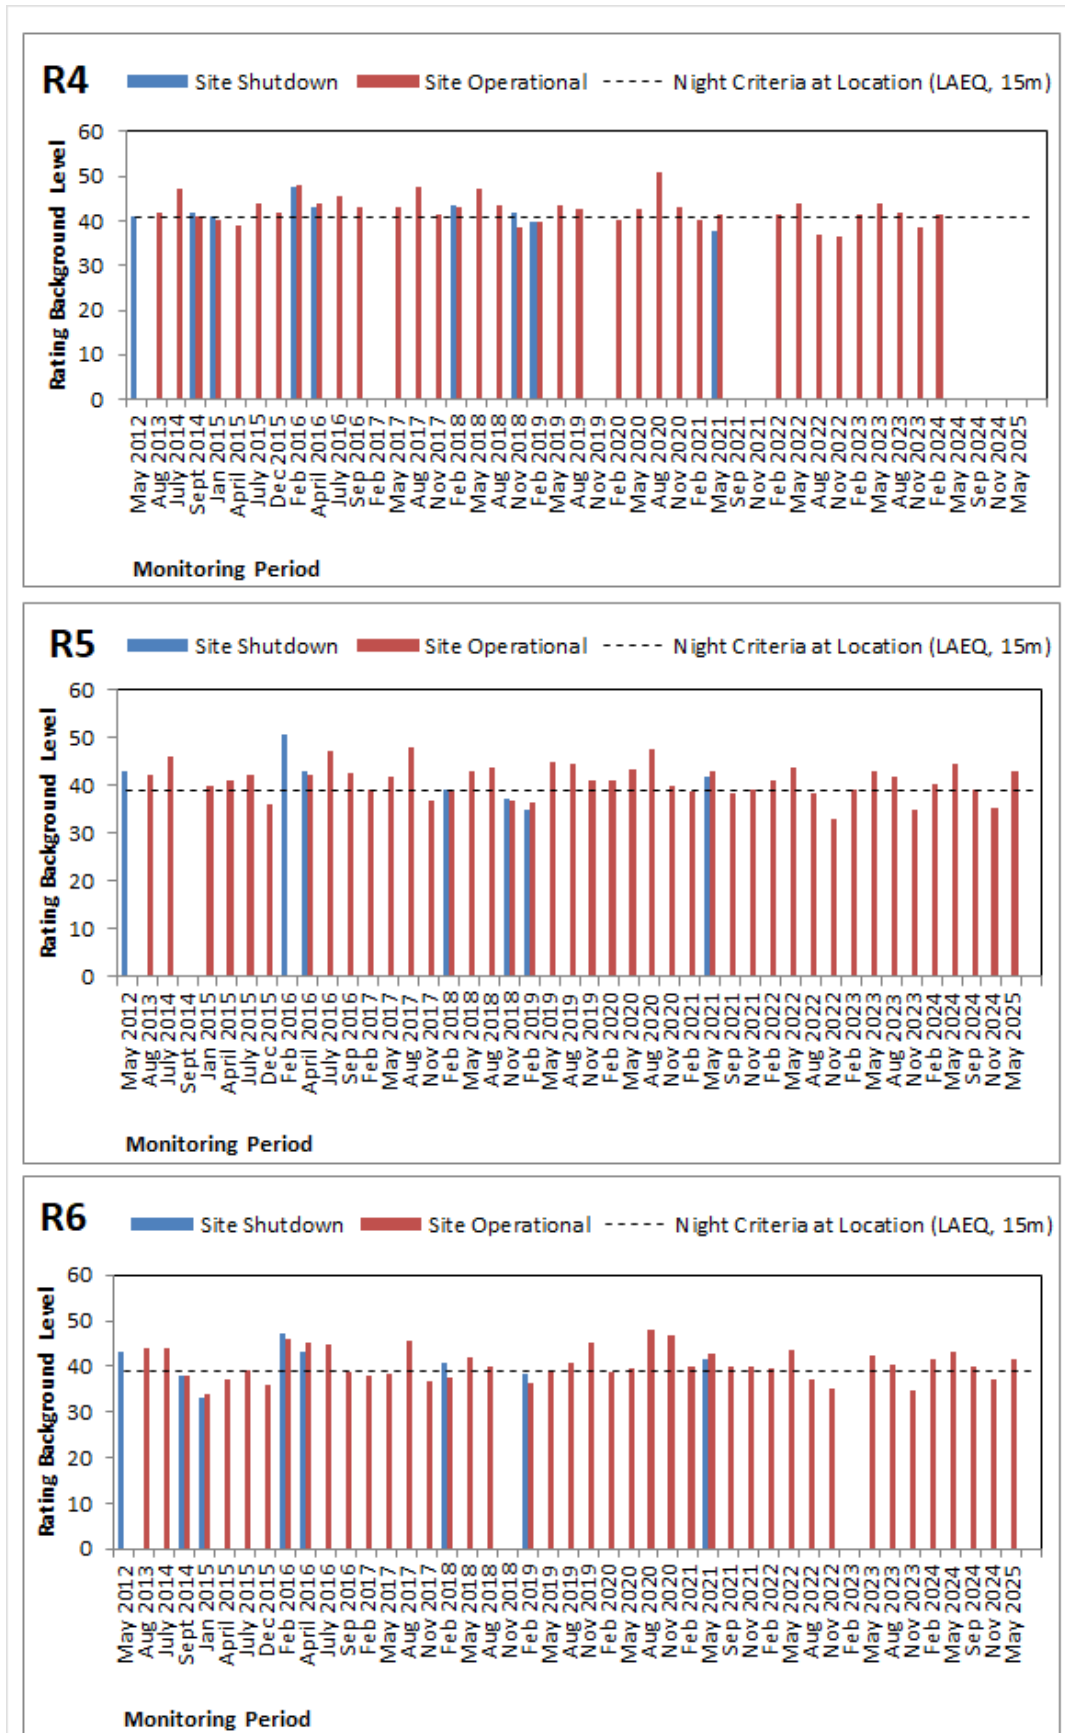 R4 Site Shutdown Site Operational Night Criteria at Location (LAEQ, 15m)
Rating Background Level
60
50
40
30
20
10
0
May 2012
Aug 2013
July 2014
Sept 2014
Jan 2015
April 2015
July 2015
Dec 2015
Feb 2016
April 2016
July 2016
Sep 2016
Feb 2017
May 2017
Aug 2017
Nov 2017
Feb 2018
May 2018
Aug 2018
Nov 2018
Feb 2019
May 2019
Aug 2019
Nov 2019
Feb 2020
May 2020
Aug 2020
Nov 2020
Feb 2021
May 2021
Sep 2021
Nov 2021
Feb 2022
May 2022
Aug 2022
Nov 2022
Feb 2023
May 2023
Aug 2023
Nov 2023
Feb 2024
May 2024
Sep 2024
Nov 2024
May 2025
Monitoring Period
R5 Site Shutdown Site Operational Night Criteria at Location (LAEQ, 15m)
Rating Background Level
60
50
40
30
20
10
0
May 2012
Aug 2013
July 2014
Sept 2014
Jan 2015
April 2015
July 2015
Dec 2015
Feb 2016
April 2016
July 2016
Sep 2016
Feb 2017
May 2017
Aug 2017
Nov 2017
Feb 2018
May 2018
Aug 2018
Nov 2018
Feb 2019
May 2019
Aug 2019
Nov 2019
Feb 2020
May 2020
Aug 2020
Nov 2020
Feb 2021
May 2021
Sep 2021
Nov 2021
Feb 2022
May 2022
Aug 2022
Nov 2022
Feb 2023
May 2023
Aug 2023
Nov 2023
Feb 2024
May 2024
Sep 2024
Nov 2024
May 2025
Monitoring Period
R6 Site Shutdown Site Operational Night Criteria at Location (LAEQ, 15m)
Rating Background Level
60
50
40
30
20
10
0
May 2012
Aug 2013
July 2014
Sept 2014
Jan 2015
April 2015
July 2015
Dec 2015
Feb 2016
April 2016
July 2016
Sep 2016
Feb 2017
May 2017
Aug 2017
Nov 2017
Feb 2018
May 2018
Aug 2018
Nov 2018
Feb 2019
May 2019
Aug 2019
Nov 2019
Feb 2020
May 2020
Aug 2020
Nov 2020
Feb 2021
May 2021
Sep 2021
Nov 2021
Feb 2022
May 2022
Aug 2022
Nov 2022
Feb 2023
May 2023
Aug 2023
Nov 2023
Feb 2024
May 2024
Sep 2024
Nov 2024
May 2025
Monitoring Period